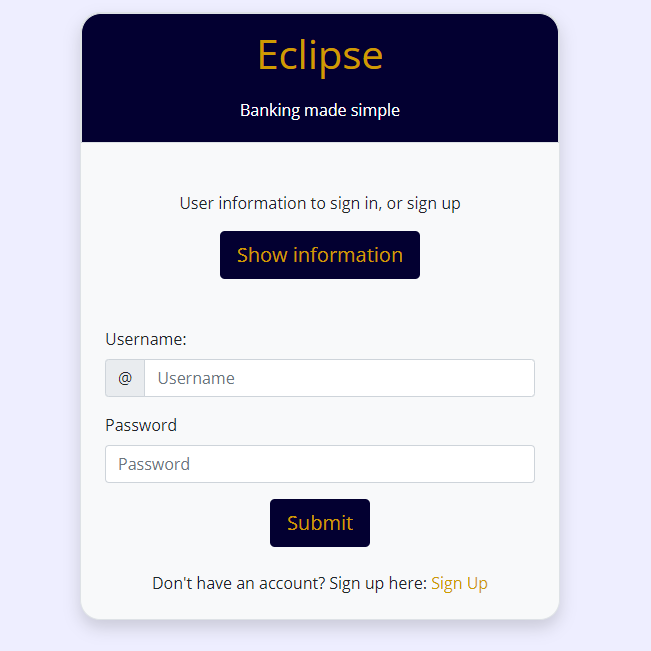 Eclipse
Banking made simple
User information to sign in, or sign up
Show information
Username:
@ Username
Password
Password
Submit
Don't have an account? Sign up here: Sign Up